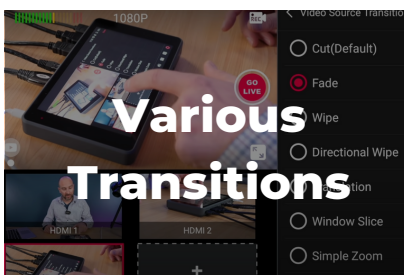 1080P
REC
Video Source Transitio
Cut(Default)
Fade
GO
LIVE
Various
Wipe
Directional Wipe
Transitions
Window Slice
HDMI 1
HDMI 2
Simple Zoom
+